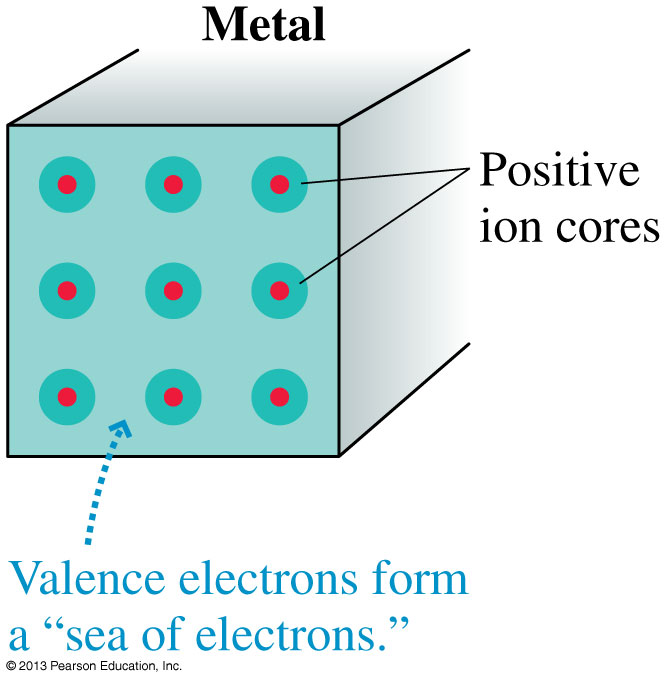 Metal
Positive
ion cores
Valence electrons form
a “sea of electrons.”
© 2013 Pearson Education, Inc.